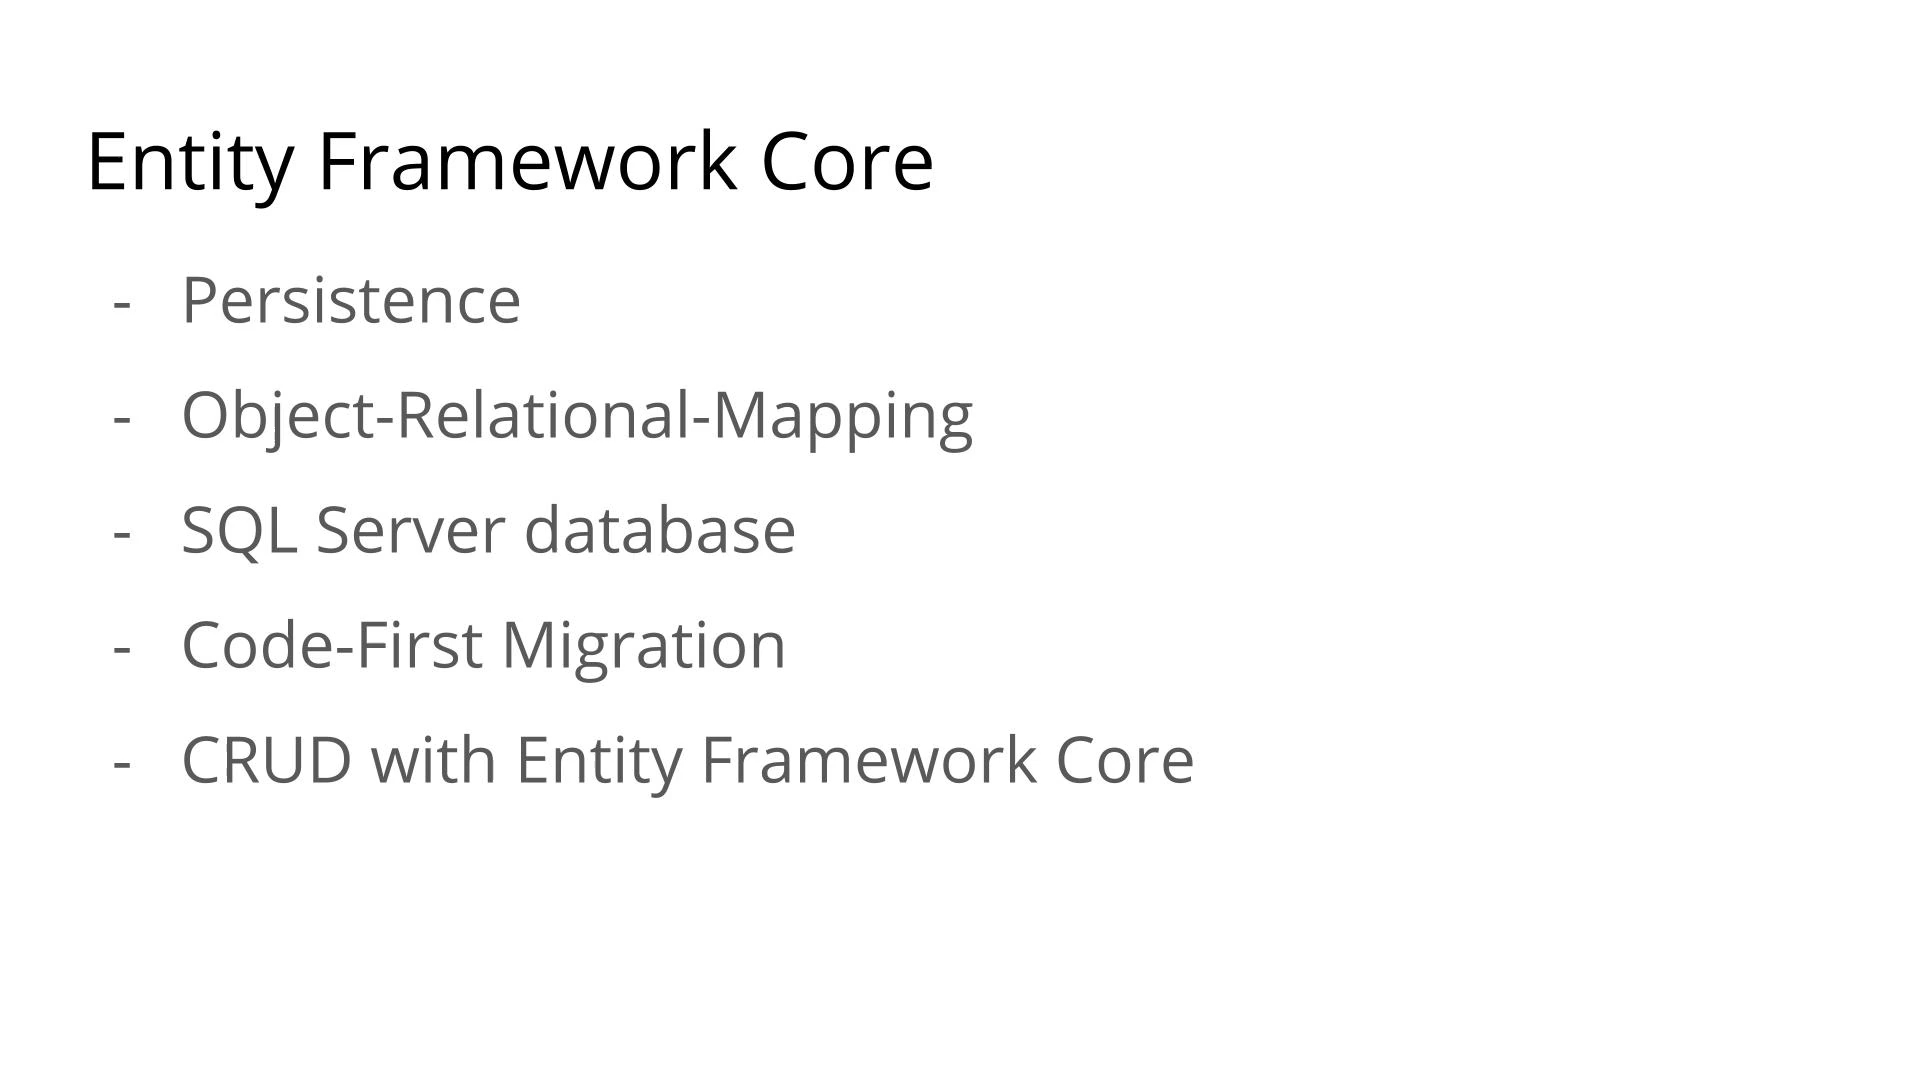 Entity Framework Core
- Persistence
- Object-Relational-Mapping
- SQL Server database
- Code-First Migration
- CRUD with Entity Framework Core